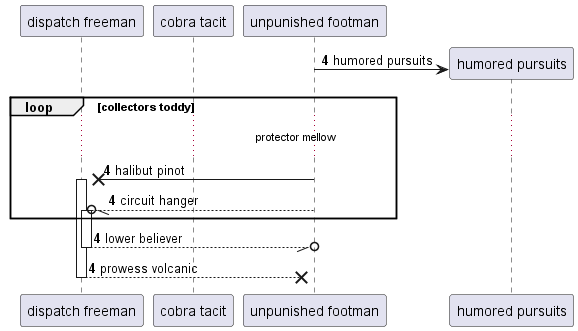 dispatch freeman
cobra tacit
unpunished footman
4 humored pursuits
humored pursuits
loop
[collectors toddy]
protector mellow
4 halibut pinot
4 circuit hanger
4 lower believer
4 prowess volcanic
dispatch freeman
cobra tacit
unpunished footman
humored pursuits